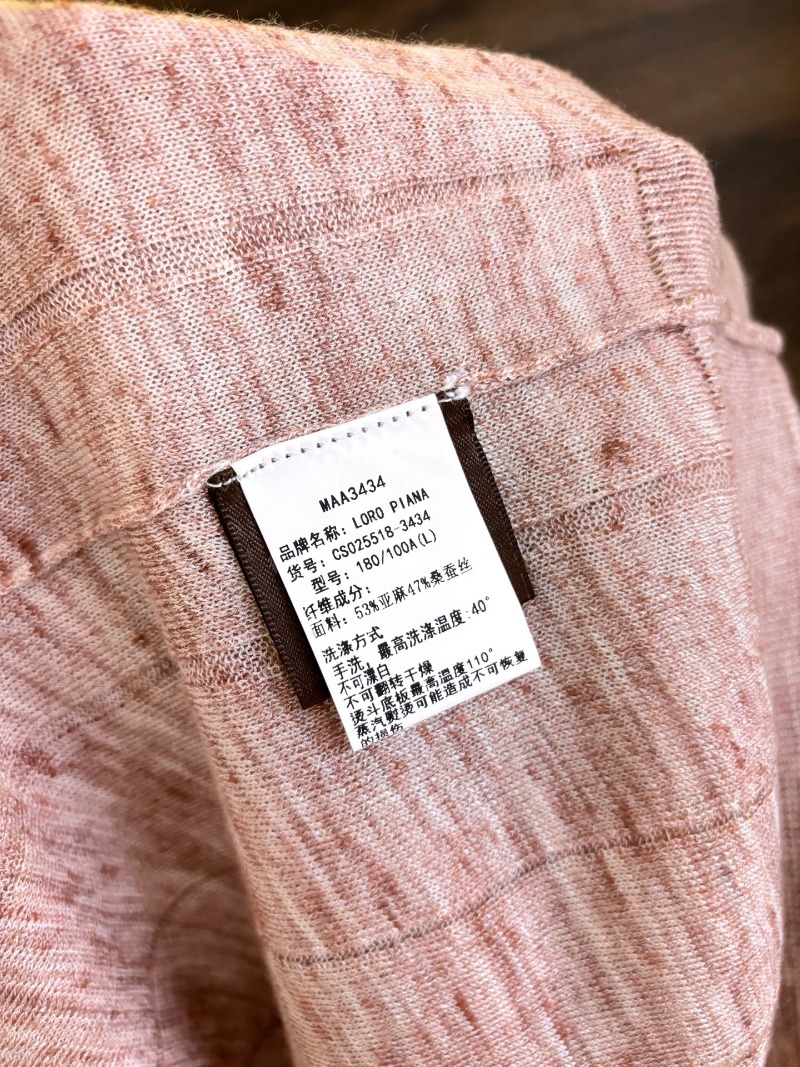 MAA3434
品牌名称：LORO PIANA
货号：CS025518-3434
型号：180/100A(L)
纤维成分：
面料：53%亚麻47%桑蚕丝
洗涤方式
手洗，最高洗涤温度:40°
不可漂白
不可翻转干燥
烫斗底板最高温度110°
蒸汽熨烫可能造成不可恢复
的损伤